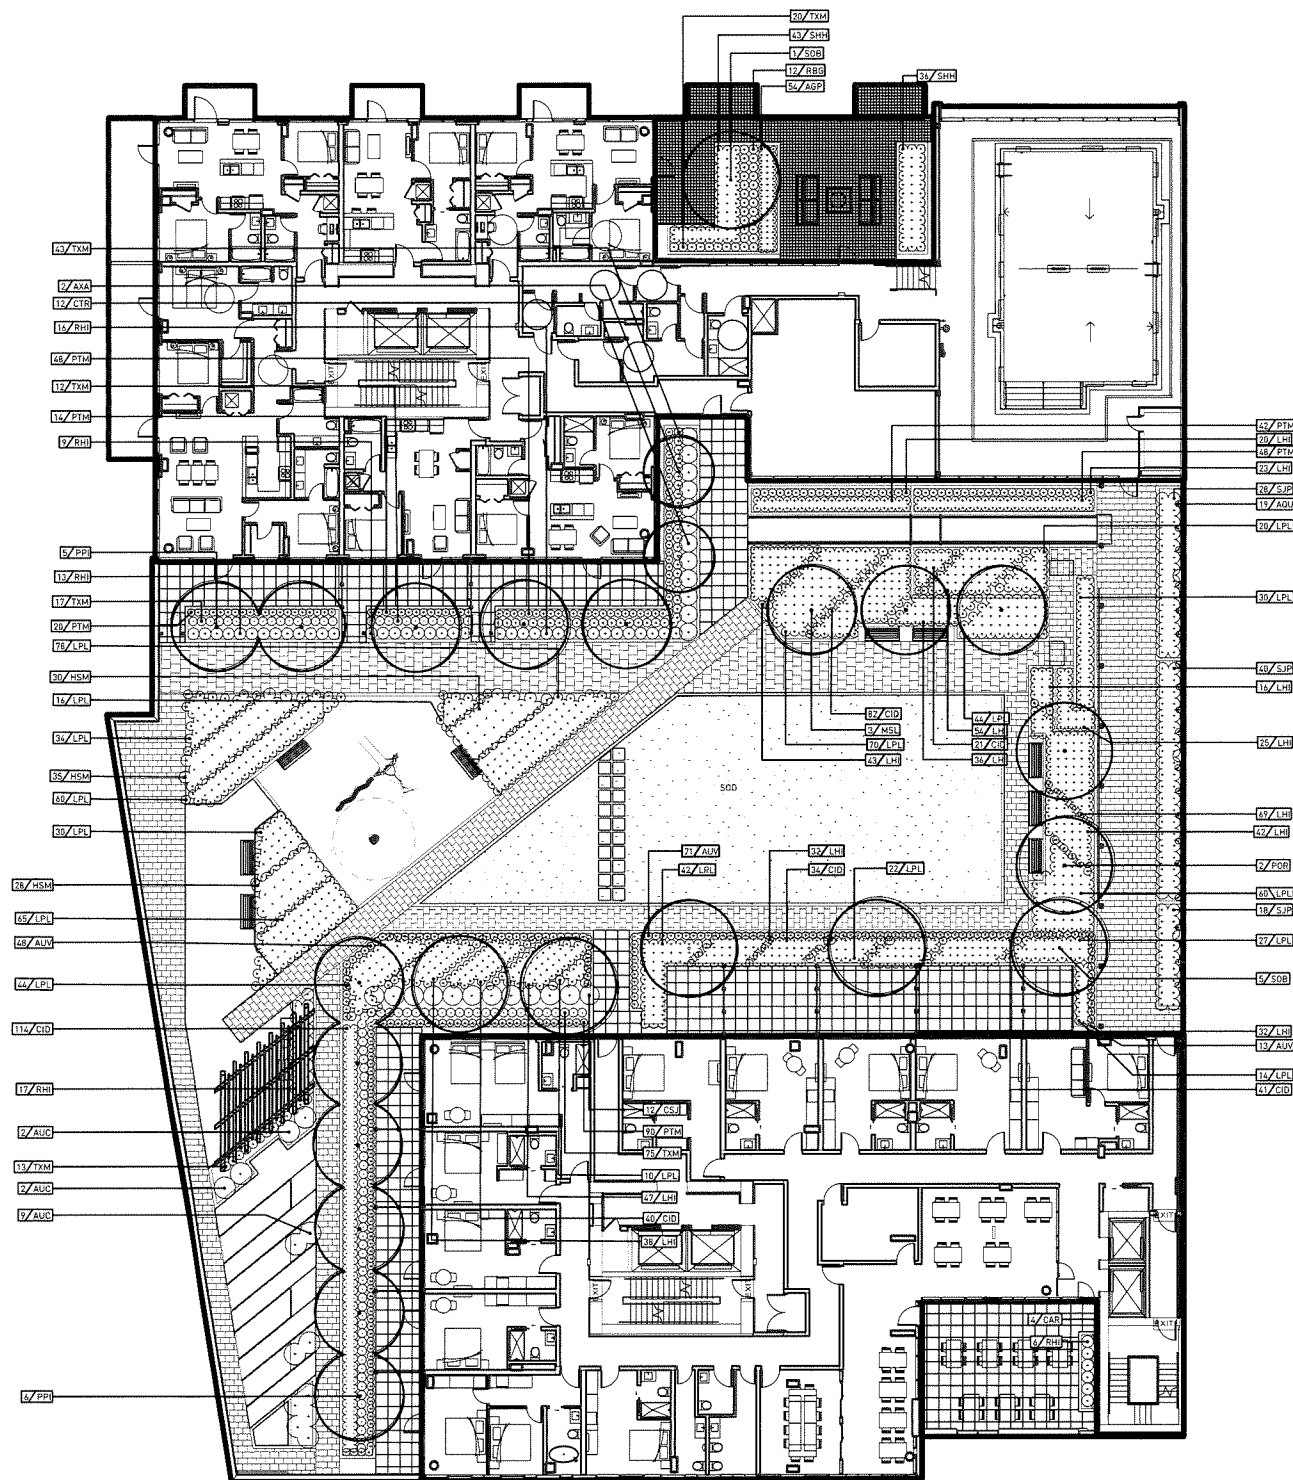 20/TXM
43/SHH
1/SOB
12/RBG
54/AGP
36/SHH
43/TXM
2/AXA
12/CTR
16/RHI
48/PTM
12/TXM
14/PTM
9/RHI
EXIT
EXIT
42/PTM
20/LHI
48/PTM
23/LHI
28/SJP
19/AQU
20/LPL
5/PPI
13/RHI
17/TXM
20/PTM
78/LPL
30/HSM
16/LPL
34/LPL
35/HSM
60/LPL
30/LPL
30/LPL
40/SJP
16/LHI
25/LHI
82/CID
3/MSL
70/LPL
43/LHI
44/LPL
54/LHI
21/CID
36/LHI
SOD
69/LHI
42/LHI
2/POR
60/LPL
18/SJP
27/LPL
5/SOB
71/AUV
42/LRL
32/LHI
34/CID
22/LPL
28/HSM
65/LPL
48/AUV
44/LPL
114/CID
17/RHI
2/AUC
13/TXM
2/AUC
9/AUC
6/PPI
32/LHI
13/AUV
14/LPL
41/CID
12/CSJ
90/PTM
75/TXM
10/LPL
47/LHI
40/CID
38/LHI
EXIT
EXIT
EXIT
EXIT
4/CAR
6/RHI